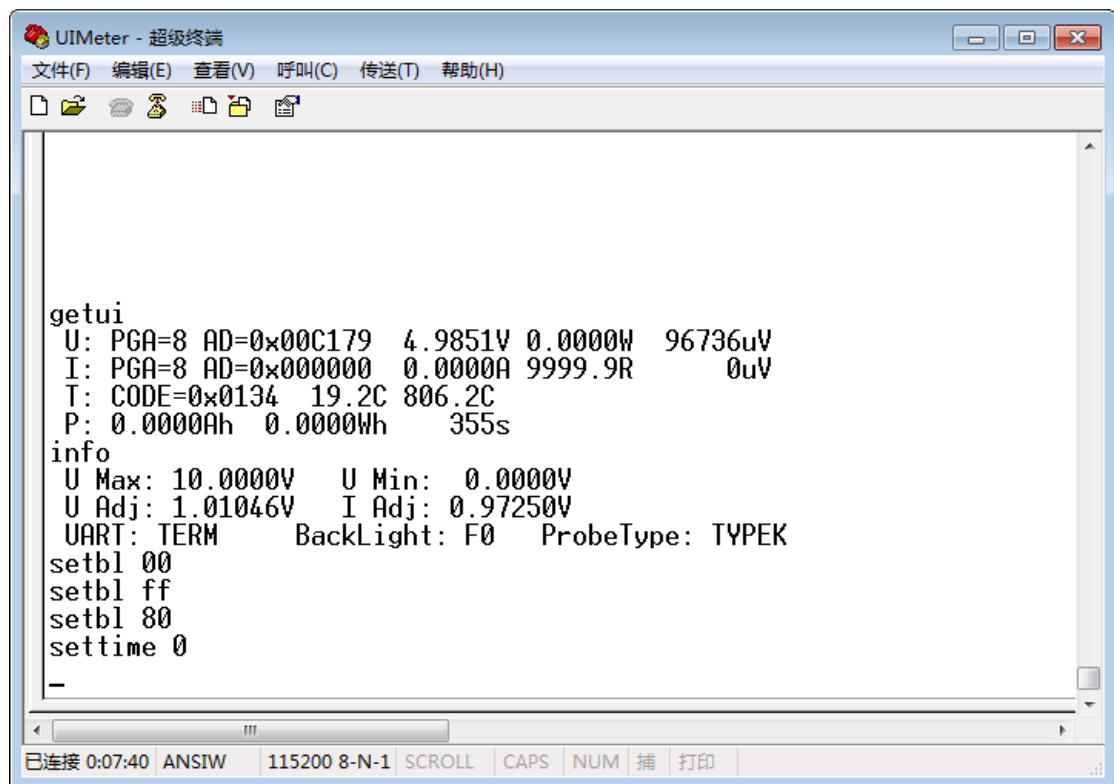 UIMeter - 超级终端
文件(F) 编辑(E) 查看(V) 呼叫(C) 传送(T) 帮助(H)
getui
U: PGA=8 AD=0x00C179 4.9851V 0.0000W 96736uV
I: PGA=8 AD=0x000000 0.0000A 9999.9R 0uV
T: CODE=0x0134 19.2C 806.2C
P: 0.0000Ah 0.0000Wh 355s
info
U Max: 10.0000V U Min: 0.0000V
U Adj: 1.01046V I Adj: 0.97250V
UART: TERM BackLight: F0 ProbeType: TYPEK
setbl 00
setbl ff
setbl 80
settime 0
_
已连接 0:07:40 ANSIW 115200 8-N-1 SCROLL CAPS NUM 捕 打印